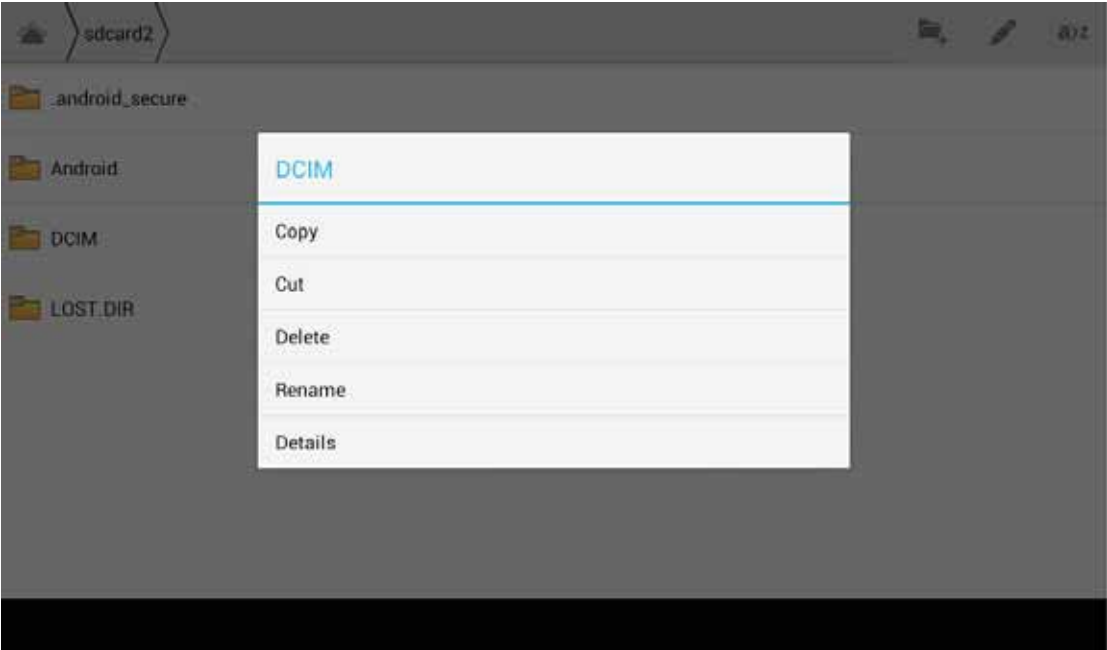 sdcard2
a›z
.android_secure
Android
DCIM
LOST.DIR
DCIM
Copy
Cut
Delete
Rename
Details